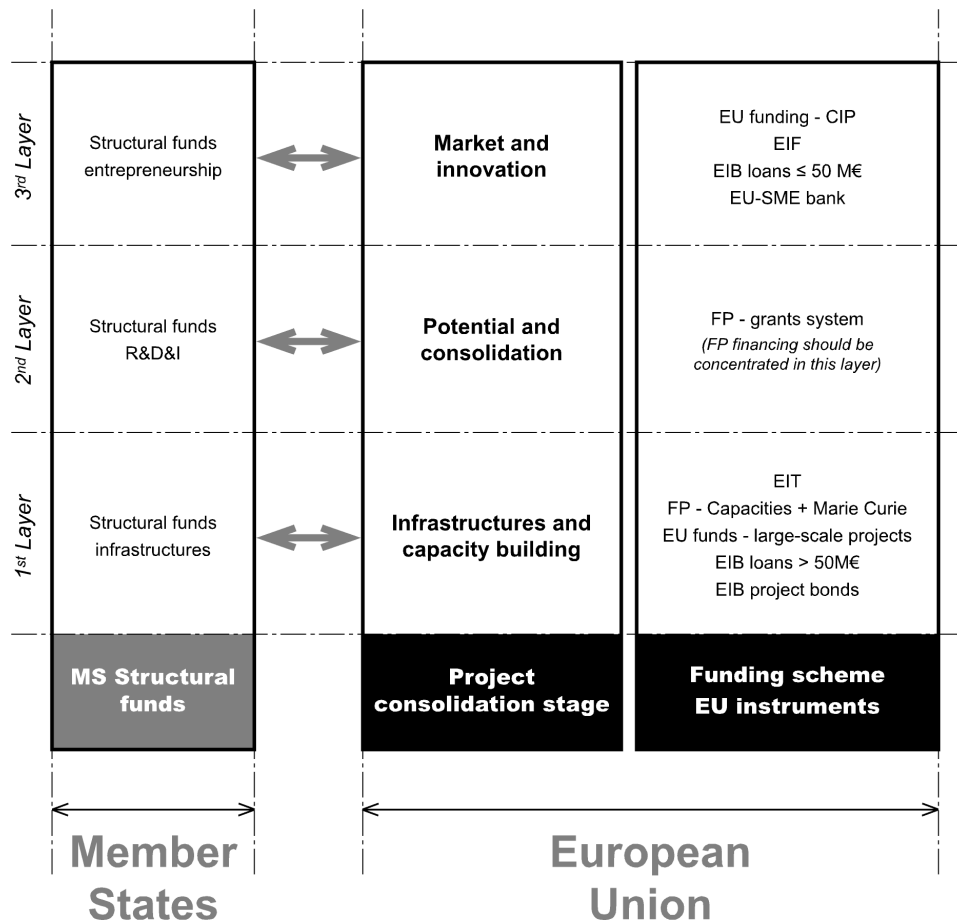 3rd Layer
Structural funds
entrepreneurship
Market and
innovation
EU funding - CIP
EIF
EIB loans ≤ 50 M€
EU-SME bank
2nd Layer
Structural funds
R&D&I
Potential and
consolidation
FP - grants system
(FP financing should be
concentrated in this layer)
1st Layer
Structural funds
infrastructures
Infrastructures and
capacity building
EIT
FP - Capacities + Marie Curie
EU funds - large-scale projects
EIB loans > 50M€
EIB project bonds
MS Structural
funds
Project
consolidation stage
Funding scheme
EU instruments
Member
States
European
Union